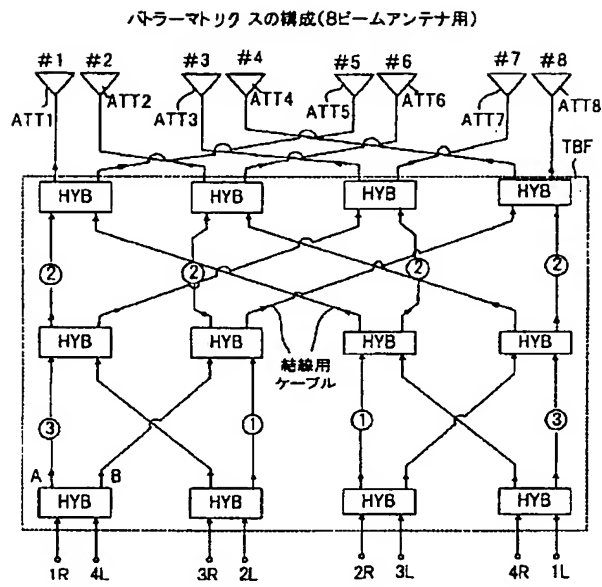 バトラーマトリクスの構成(8ビームアンテナ用)
#1 #2 #3 #4 #5 #6 #7 #8
ATT1 ATT2 ATT3 ATT4 ATT5 ATT6 ATT7 ATT8
TBF
HYB HYB HYB HYB
② ② ② ②
HYB HYB HYB HYB
結線用
ケーブル
③ ① ① ③
A B
HYB HYB HYB HYB
1R 4L 3R 2L 2R 3L 4R 1L